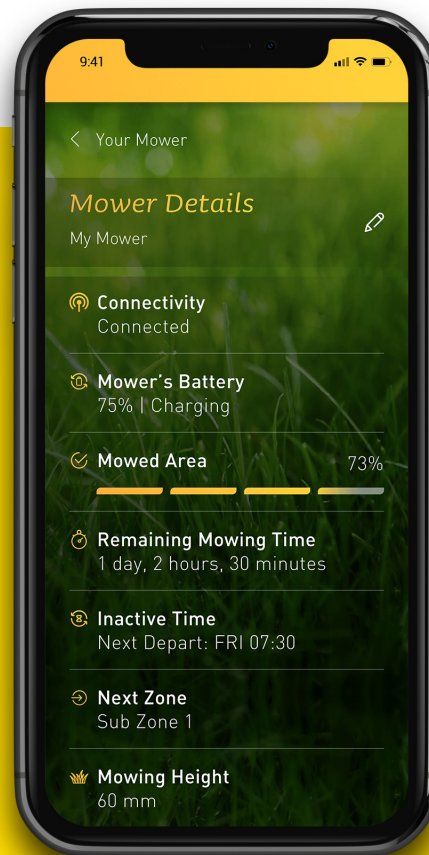 9:41
Your Mower
Mower Details
My Mower
Connectivity
Connected
Mower's Battery
75% | Charging
Mowed Area 73%
Remaining Mowing Time
1 day, 2 hours, 30 minutes
Inactive Time
Next Depart: FRI 07:30
Next Zone
Sub Zone 1
Mowing Height
60 mm